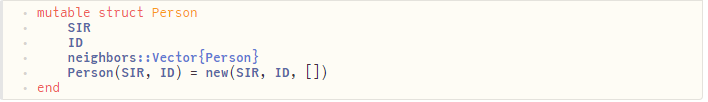 mutable struct Person
    SIR
    ID
    neighbors::Vector{Person}
    Person(SIR, ID) = new(SIR, ID, [])
end